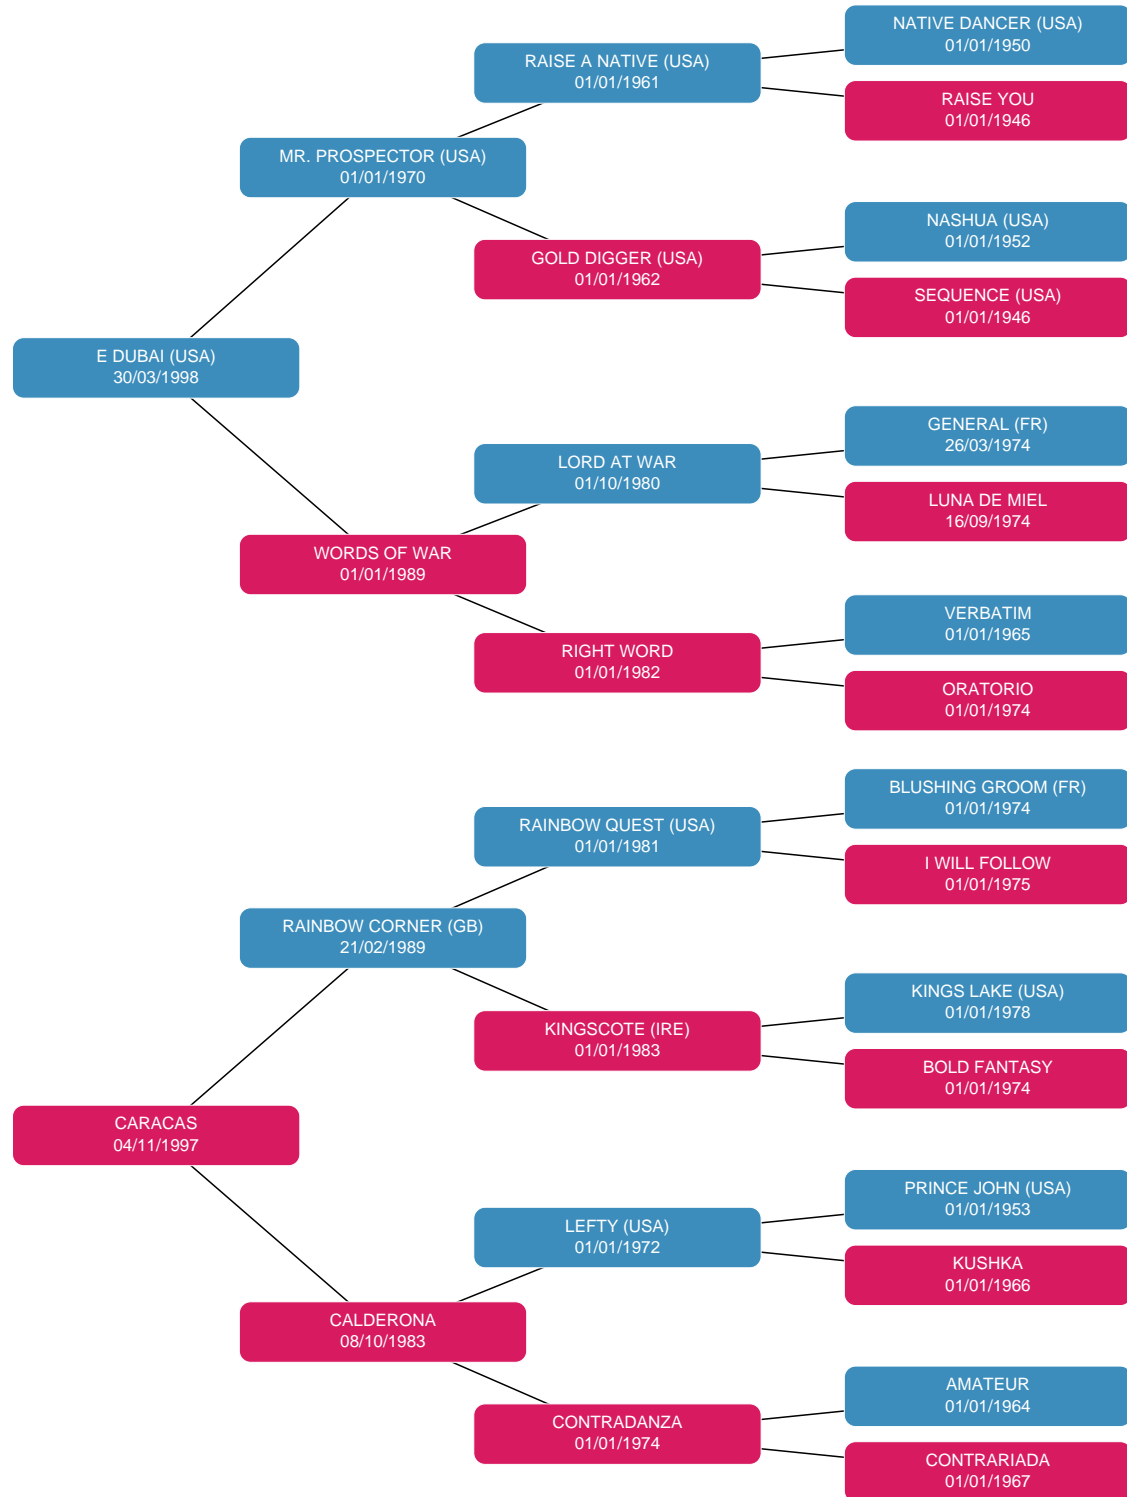 NATIVE DANCER (USA)
01/01/1950
RAISE A NATIVE (USA)
01/01/1961
RAISE YOU
01/01/1946
MR. PROSPECTOR (USA)
01/01/1970
NASHUA (USA)
01/01/1952
GOLD DIGGER (USA)
01/01/1962
SEQUENCE (USA)
01/01/1946
E DUBAI (USA)
30/03/1998
GENERAL (FR)
26/03/1974
LORD AT WAR
01/10/1980
LUNA DE MIEL
16/09/1974
WORDS OF WAR
01/01/1989
VERBATIM
01/01/1965
RIGHT WORD
01/01/1982
ORATORIO
01/01/1974
BLUSHING GROOM (FR)
01/01/1974
RAINBOW QUEST (USA)
01/01/1981
I WILL FOLLOW
01/01/1975
RAINBOW CORNER (GB)
21/02/1989
KINGS LAKE (USA)
01/01/1978
KINGSCOTE (IRE)
01/01/1983
BOLD FANTASY
01/01/1974
CARACAS
04/11/1997
PRINCE JOHN (USA)
01/01/1953
LEFTY (USA)
01/01/1972
KUSHKA
01/01/1966
CALDERONA
08/10/1983
AMATEUR
01/01/1964
CONTRADANZA
01/01/1974
CONTRARIADA
01/01/1967